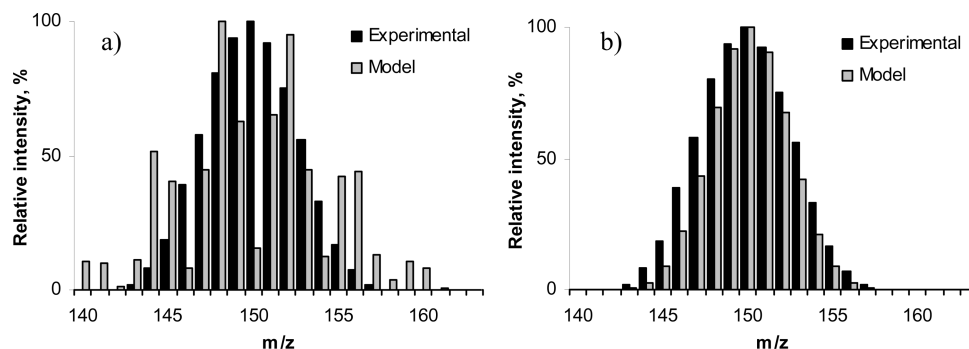 a)
Relative intensity, %
100
50
0
Experimental
Model
140 145 150 155 160
m/z
b)
Relative intensity, %
100
50
0
Experimental
Model
140 145 150 155 160
m/z